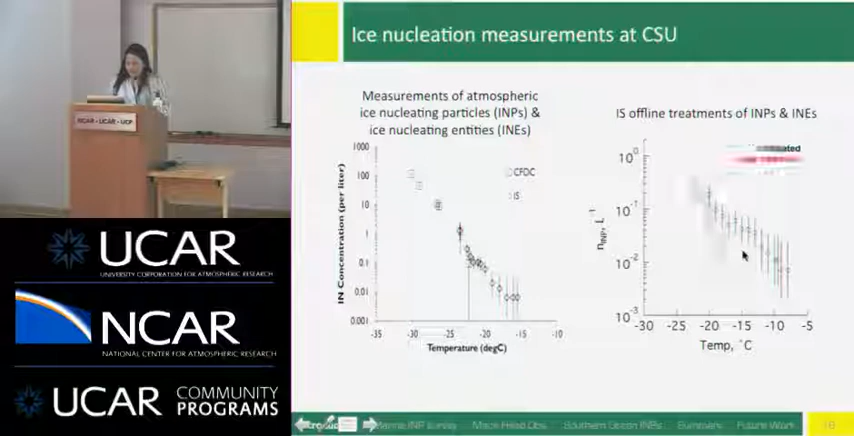 Ice nucleation measurements at CSU
Measurements of atmospheric
ice nucleating particles (INPs) &
ice nucleating entities (INEs)
IN Concentration (per liter)
1000
100
10
1
0.1
0.01
0.001
CFDC
IS
-35 -30 -25 -20 -15 -10
Temperature (degC)
IS offline treatments of INPs & INEs
n_INP, L⁻¹
10⁰
10⁻¹
10⁻²
10⁻³
-30 -25 -20 -15 -10 -5
Temp, ˚C
Marine INP survey Mace Head Obs. Southern Ocean INPs Summary Future Work
NCAR - UCAR - UCP
UCAR
UNIVERSITY CORPORATION FOR ATMOSPHERIC RESEARCH
NCAR
NATIONAL CENTER FOR ATMOSPHERIC RESEARCH
UCAR COMMUNITY
PROGRAMS